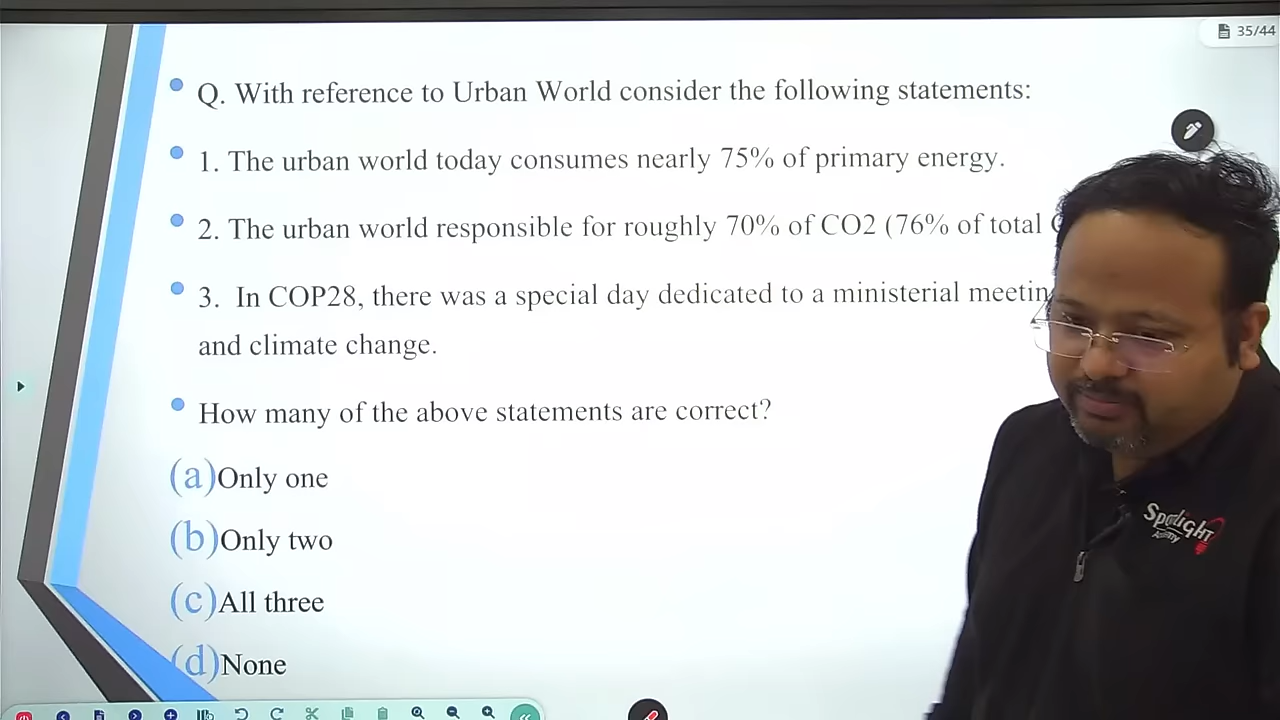 35/44
Q. With reference to Urban World consider the following statements:
1. The urban world today consumes nearly 75% of primary energy.
2. The urban world responsible for roughly 70% of CO2 (76% of total
3. In COP28, there was a special day dedicated to a ministerial
and climate change.
How many of the above statements are correct?
(a) Only one
(b) Only two
(c) All three
(d) None
Spotlight
Academy